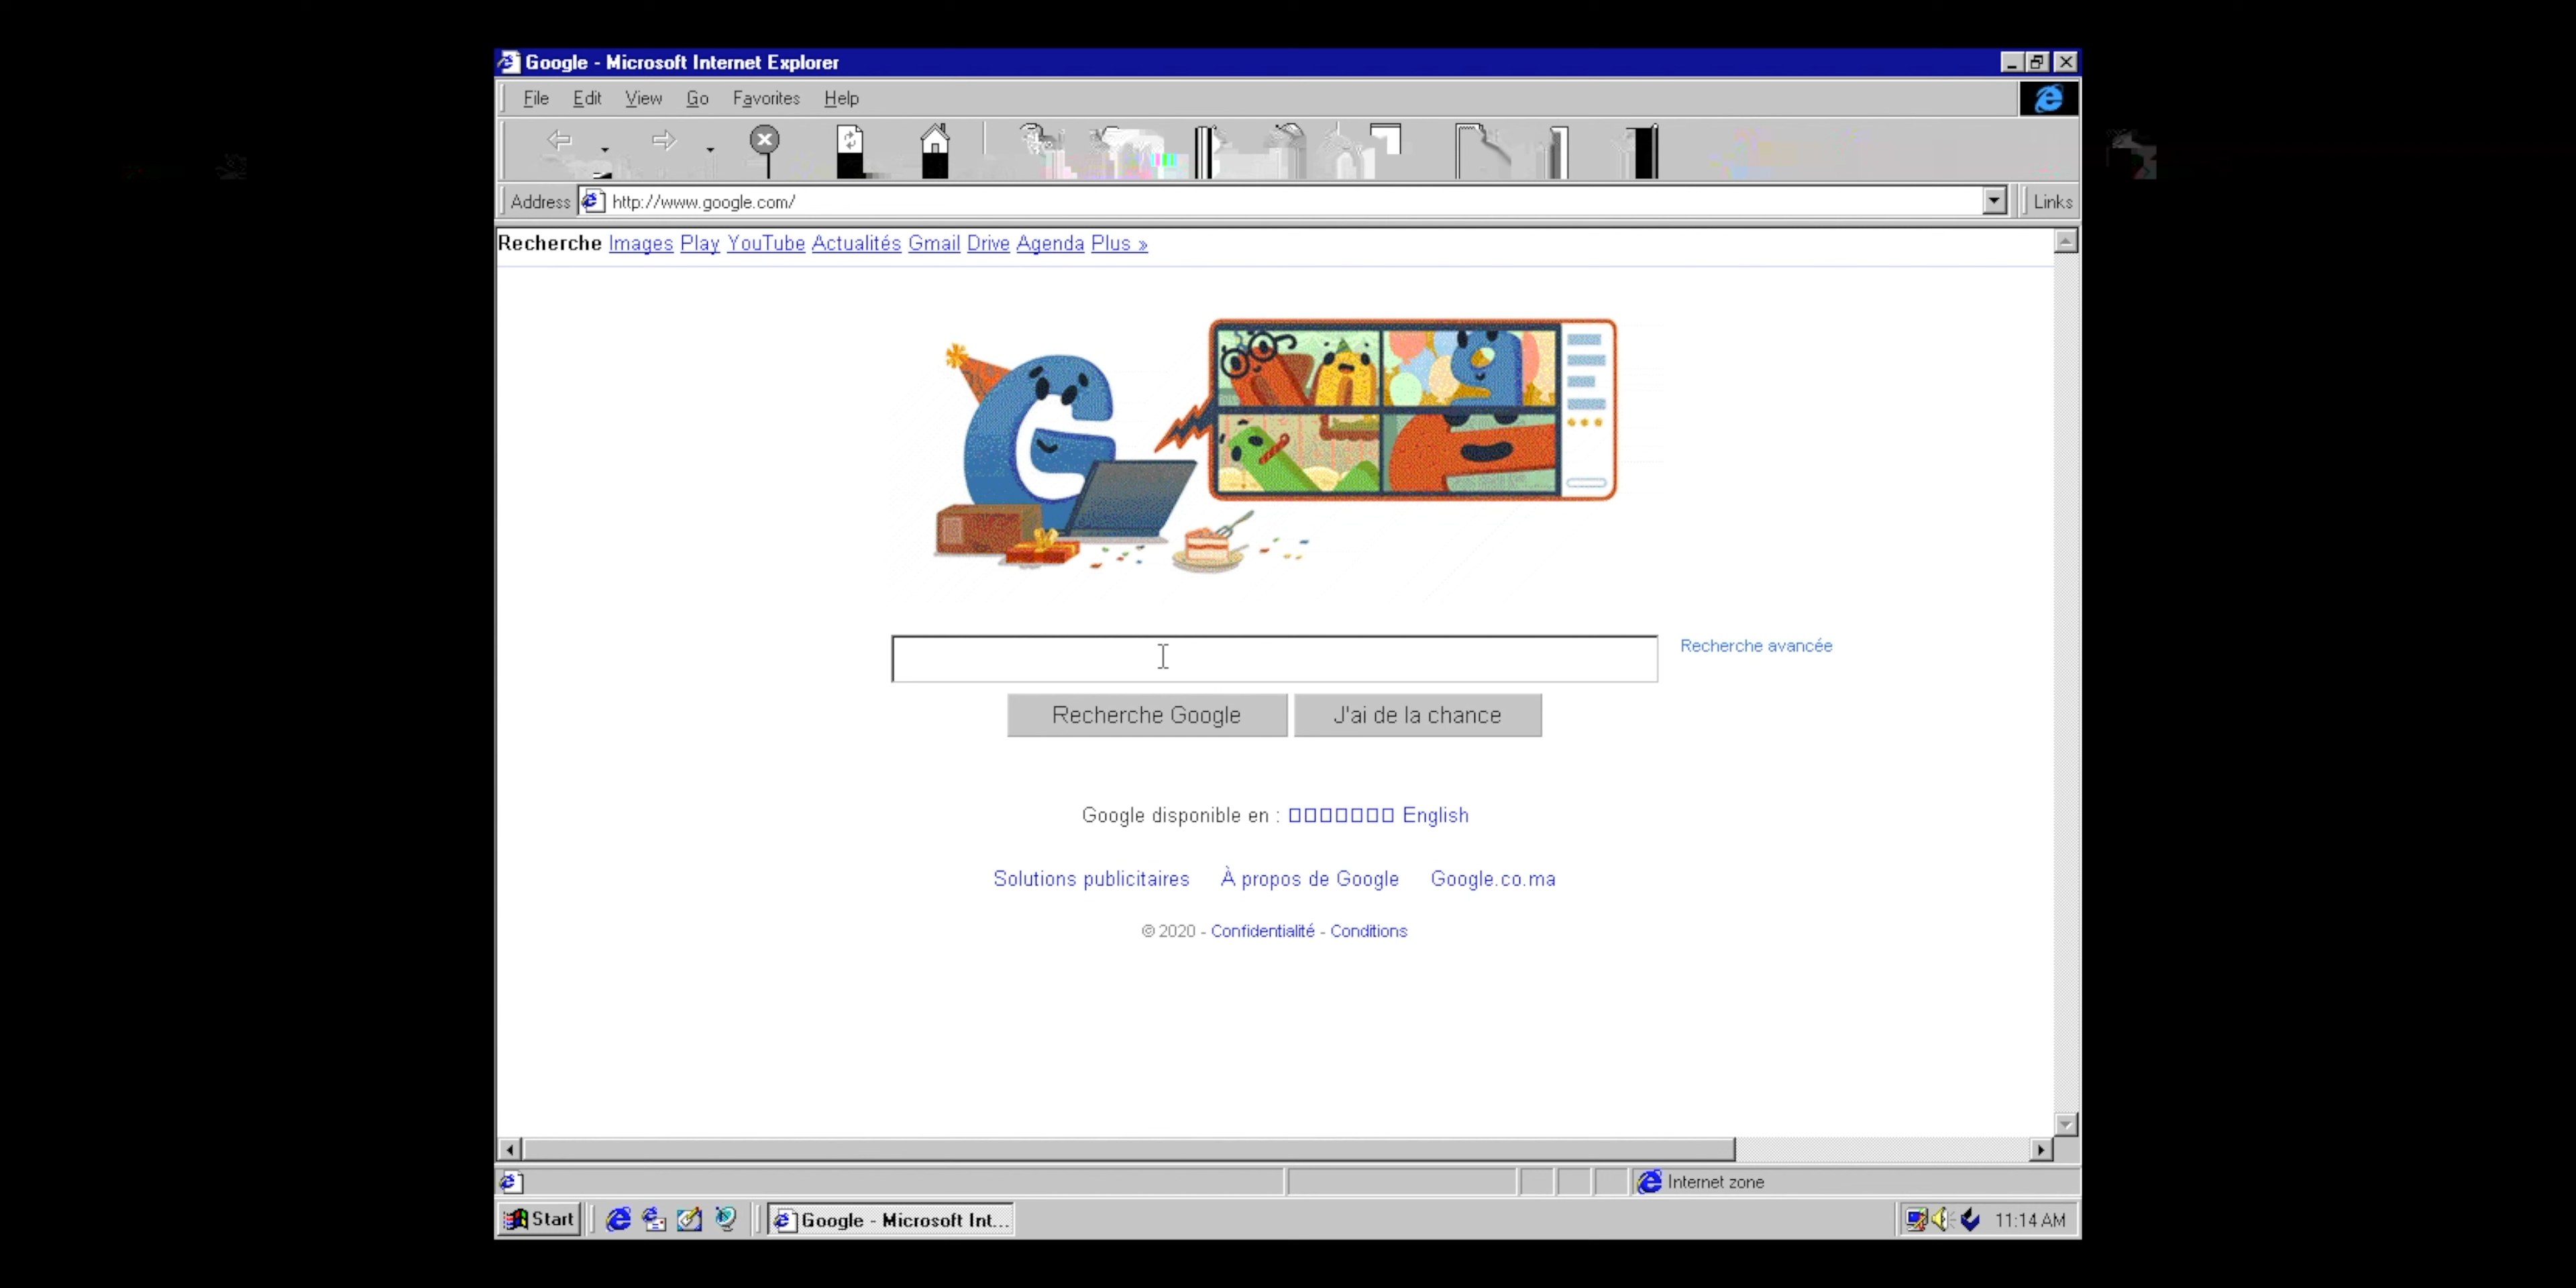 Google - Microsoft Internet Explorer
File Edit View Go Favorites Help
Address http://www.google.com/ Links
Recherche Images Play YouTube Actualités Gmail Drive Agenda Plus »
Recherche avancée
Recherche Google J'ai de la chance
Google disponible en : English
Solutions publicitaires À propos de Google Google.co.ma
© 2020 - Confidentialité - Conditions
Internet zone
Start Google - Microsoft Int... 11:14 AM